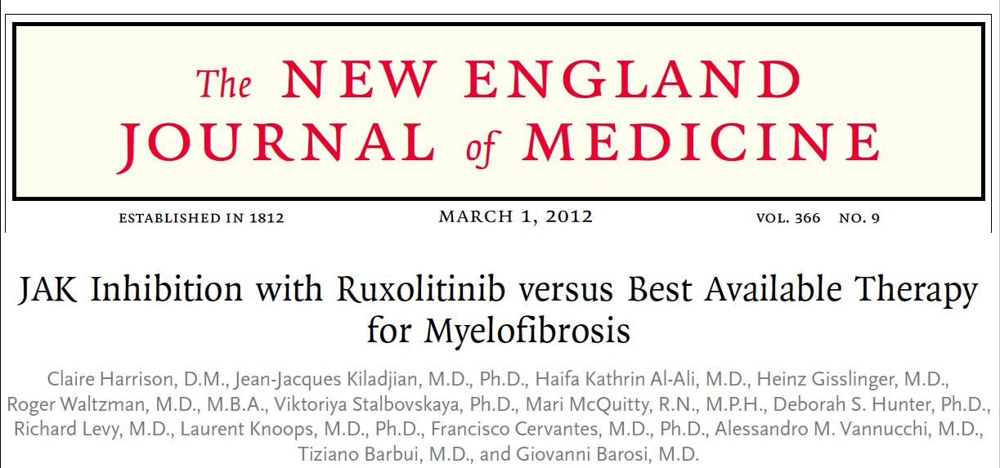 The NEW ENGLAND
JOURNAL of MEDICINE
ESTABLISHED IN 1812 MARCH 1, 2012 VOL. 366 NO. 9
JAK Inhibition with Ruxolitinib versus Best Available Therapy
for Myelofibrosis
Claire Harrison, D.M., Jean-Jacques Kiladjian, M.D., Ph.D., Haifa Kathrin Al-Ali, M.D., Heinz Gisslinger, M.D.,
Roger Waltzman, M.D., M.B.A., Viktoriya Stalbovskaya, Ph.D., Mari McQuitty, R.N., M.P.H., Deborah S. Hunter, Ph.D.,
Richard Levy, M.D., Laurent Knoops, M.D., Ph.D., Francisco Cervantes, M.D., Ph.D., Alessandro M. Vannucchi, M.D.,
Tiziano Barbui, M.D., and Giovanni Barosi, M.D.